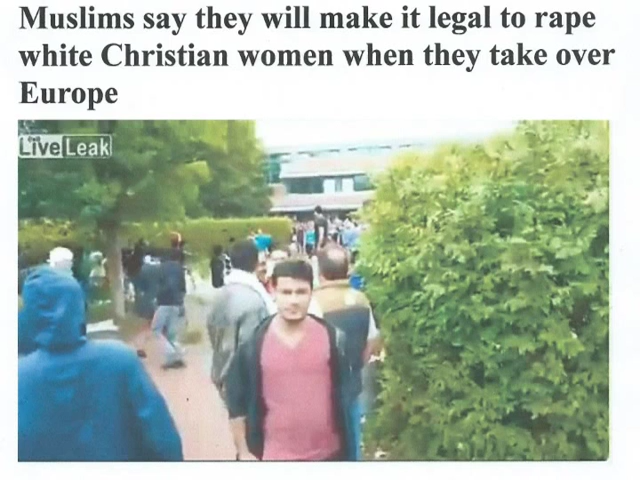 Muslims say they will make it legal to rape
white Christian women when they take over
Europe
LiveLeak